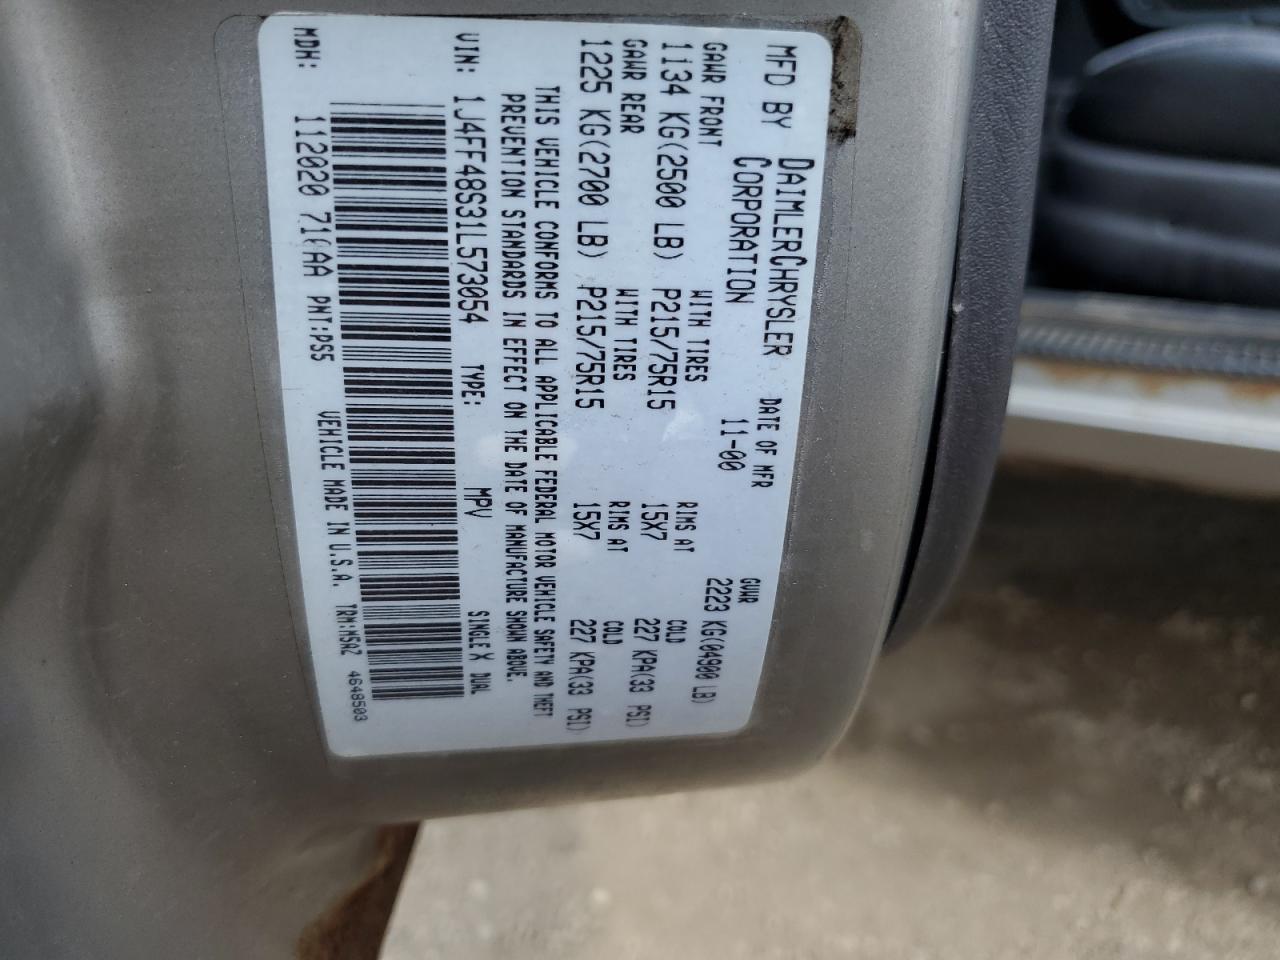 MFD BY DAIMLERCHRYSLER CORPORATION
DATE OF MFR 11-00
GVWR 2223 KG(04900 LB)
GAWR FRONT WITH TIRES RIMS AT COLD
1134 KG(2500 LB) P215/75R15 15X7 227 KPA(33 PSI)
GAWR REAR WITH TIRES RIMS AT COLD
1225 KG(2700 LB) P215/75R15 15X7 227 KPA(33 PSI)
THIS VEHICLE CONFORMS TO ALL APPLICABLE FEDERAL MOTOR VEHICLE SAFETY AND THEFT
PREVENTION STANDARDS IN EFFECT ON THE DATE OF MANUFACTURE SHOWN ABOVE.
VIN: 1J4FF48S31L573054 TYPE: MPV SINGLE X DUAL
MDH: 112020 PNT:PS5 VEHICLE MADE IN U.S.A. TRM:M5AZ 4648503